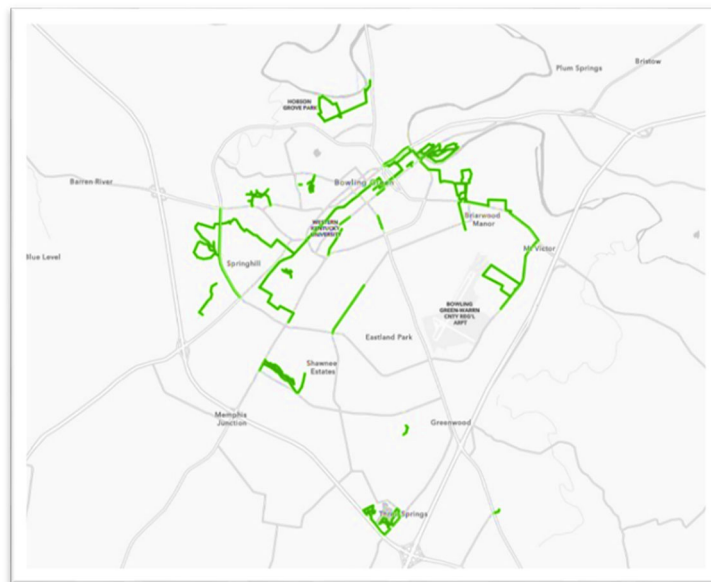 Plum Springs
Bristow
HOBSON
GROVE PARK
Barren River
Bowling Green
Briarwood
Manor
WESTERN
KENTUCKY
UNIVERSITY
Mt Victor
Blue Level
Springhill
BOWLING
GREEN-WARREN
CNTY REG'L
ARPT
Eastland Park
Shawnee
Estates
Memphis
Junction
Greenwood
Three Springs